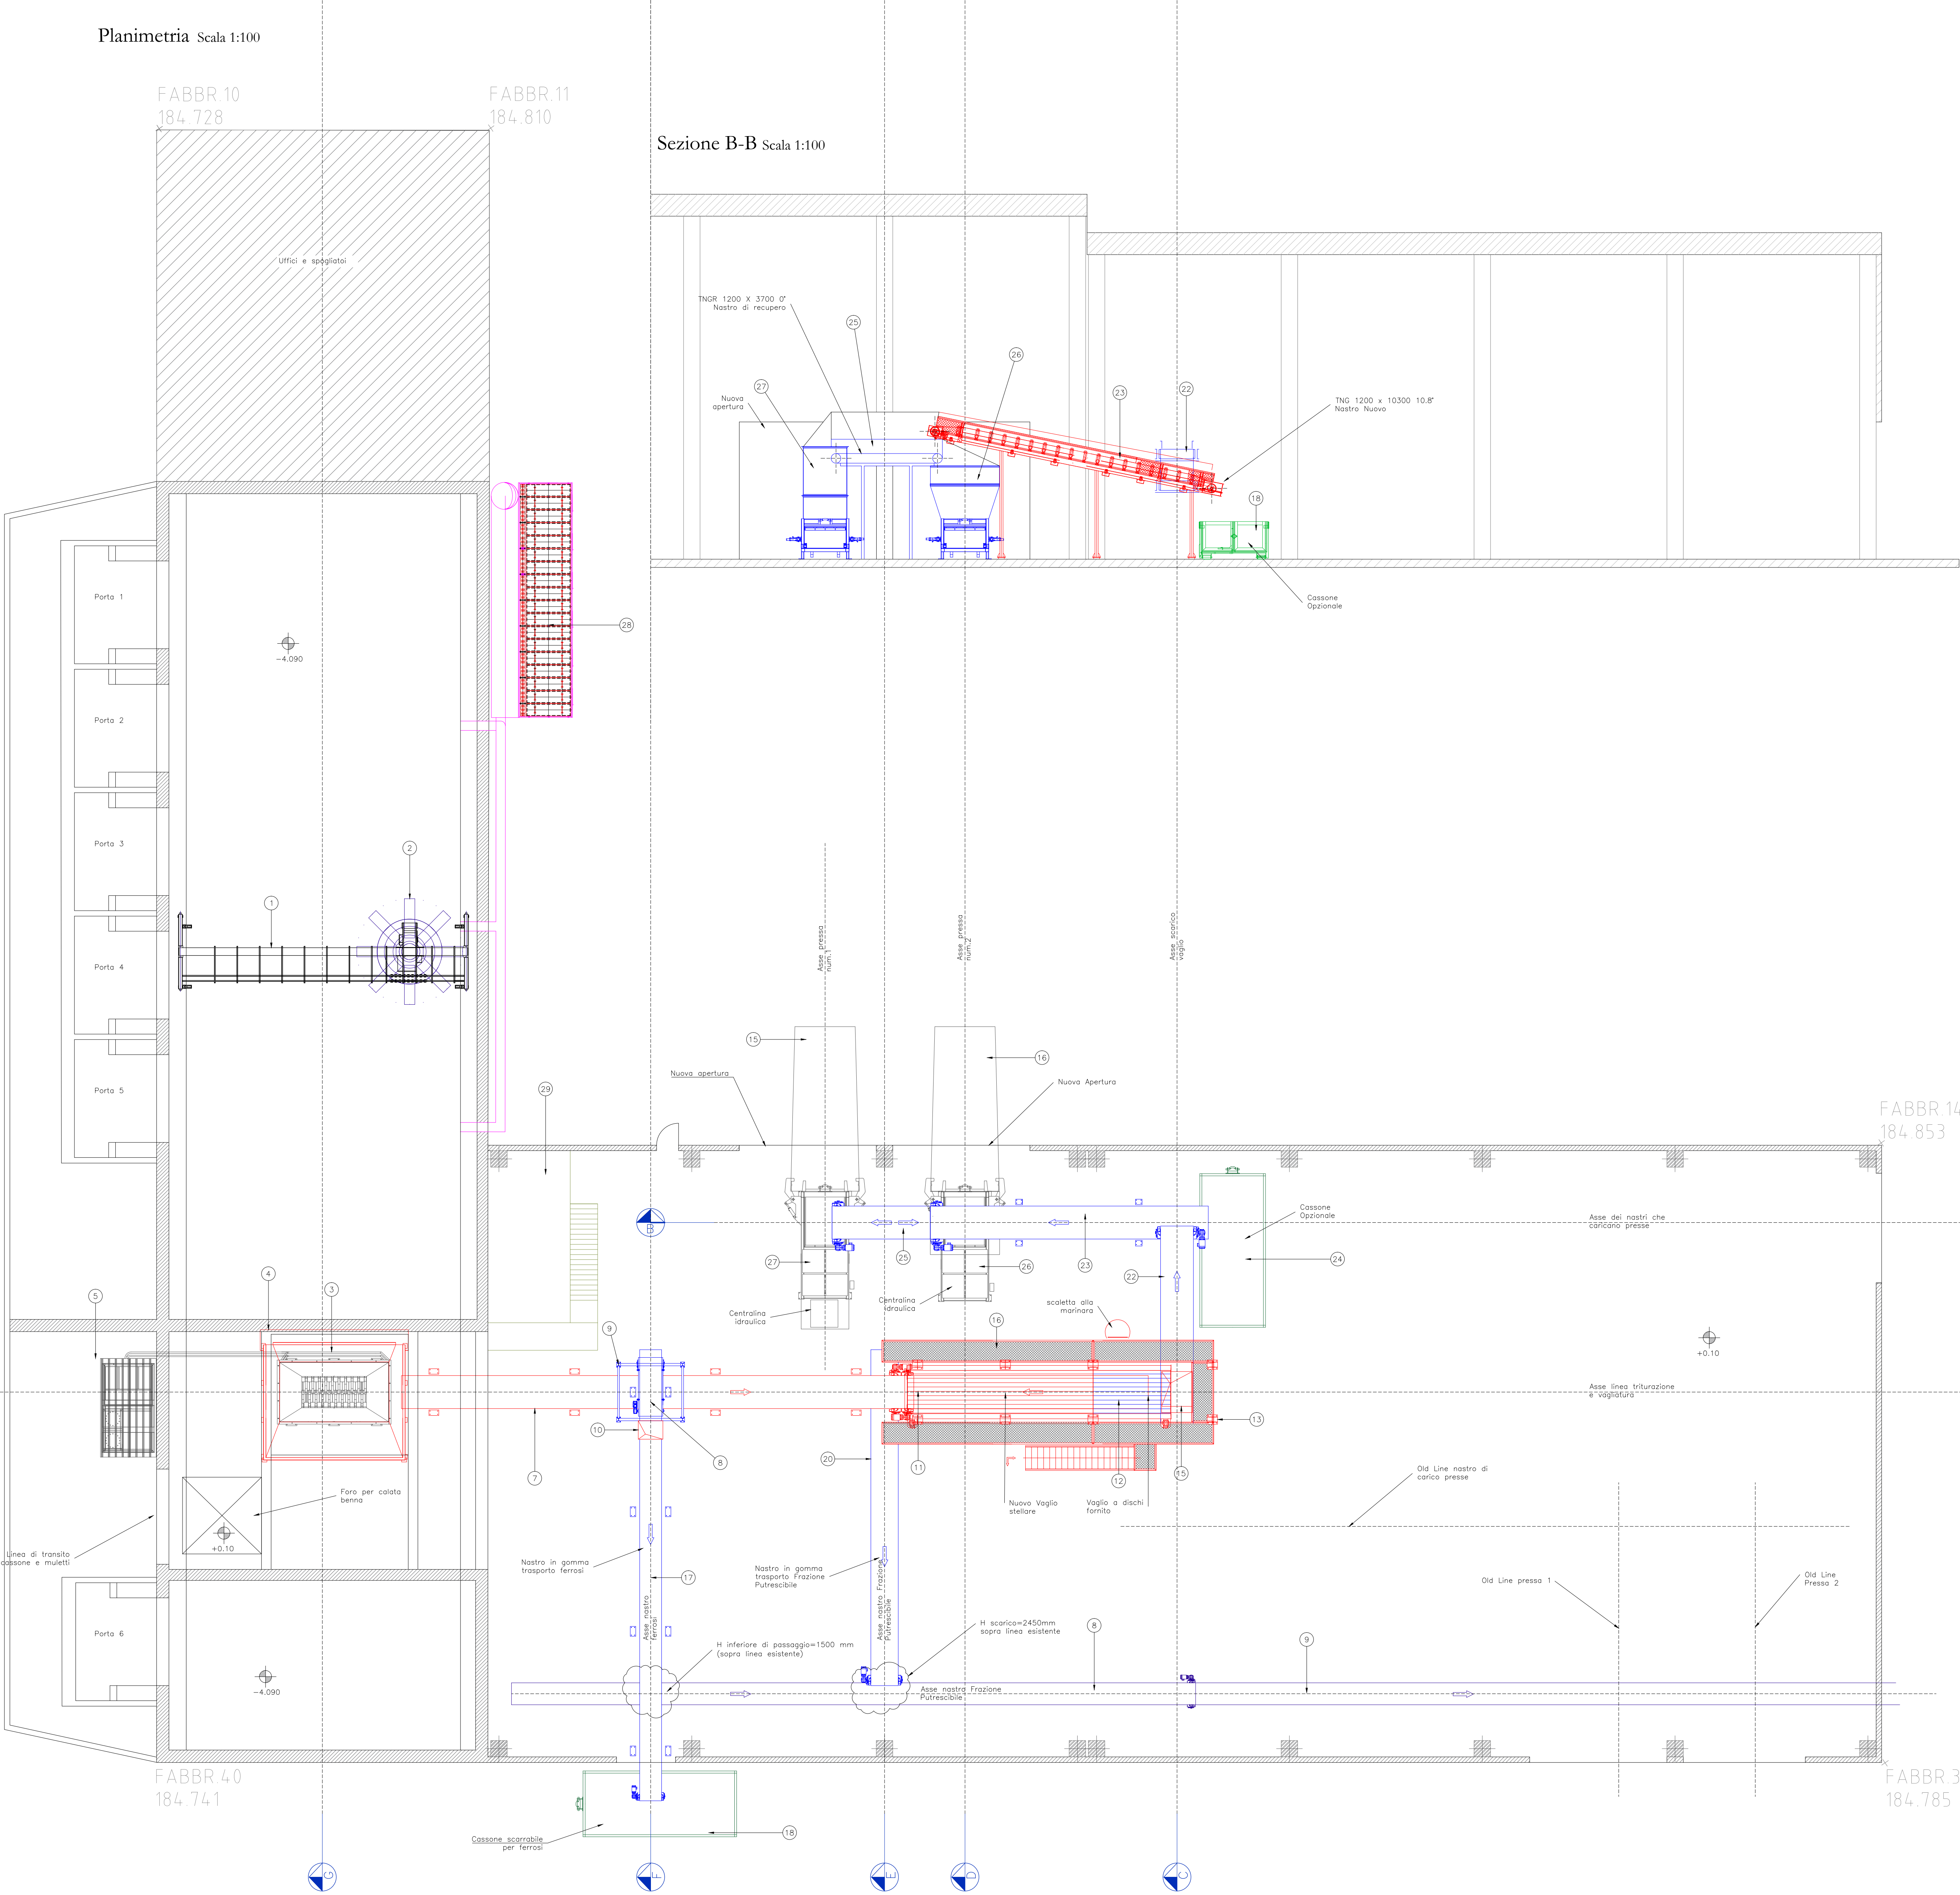 Planimetria Scala 1:100
FABBR.10
184.728
FABBR.11
184.810
Sezione B-B Scala 1:100
Uffici e spogliatoi
TNGR 1200 X 3700 0°
Nastro di recupero
25
26
27
23
22
Nuova
apertura
TNG 1200 x 10300 10.8°
Nastro Nuovo
18
Cassone
Opzionale
Porta 1
28
-4.090
Porta 2
Porta 3
2
1
Porta 4
Asse pressa
num.1
Asse pressa
num.2
Asse scarico
vaglio
15
16
Nuova apertura
Nuova Apertura
Porta 5
29
FABBR.14
184.853
B
Cassone
Opzionale
Asse dei nastri che
caricano presse
4
3
5
27
25
26
23
22
24
Centralina
idraulica
Centralina
idraulica
scaletta alla
marinara
9
16
+0.10
Asse linea triturazione
e vagliatura
10
13
7
8
20
11
12
15
Foro per calata
benna
Nuovo Vaglio
stellare
Vaglio a dischi
fornito
Old Line nastro di
carico presse
+0.10
Linea di transito
cassone e muletti
Nastro in gomma
trasporto ferrosi
17
Nastro in gomma
trasporto Frazione
Putrescibile
Old Line pressa 1
Old Line
Pressa 2
Porta 6
Asse nastro
ferrosi
Asse nastro Frazione
Putrescibile
H inferiore di passaggio=1500 mm
(sopra linea esistente)
H scarico=2450mm
sopra linea esistente
8
9
-4.090
Asse nastro Frazione
Putrescibile
FABBR.40
184.741
FABBR.3
184.785
Cassone scarrabile
per ferrosi
18
G
F
E
D
C